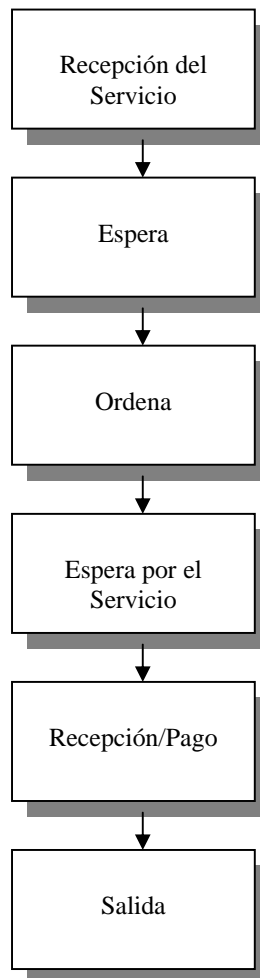 Recepción del
Servicio
Espera
Ordena
Espera por el
Servicio
Recepción/Pago
Salida